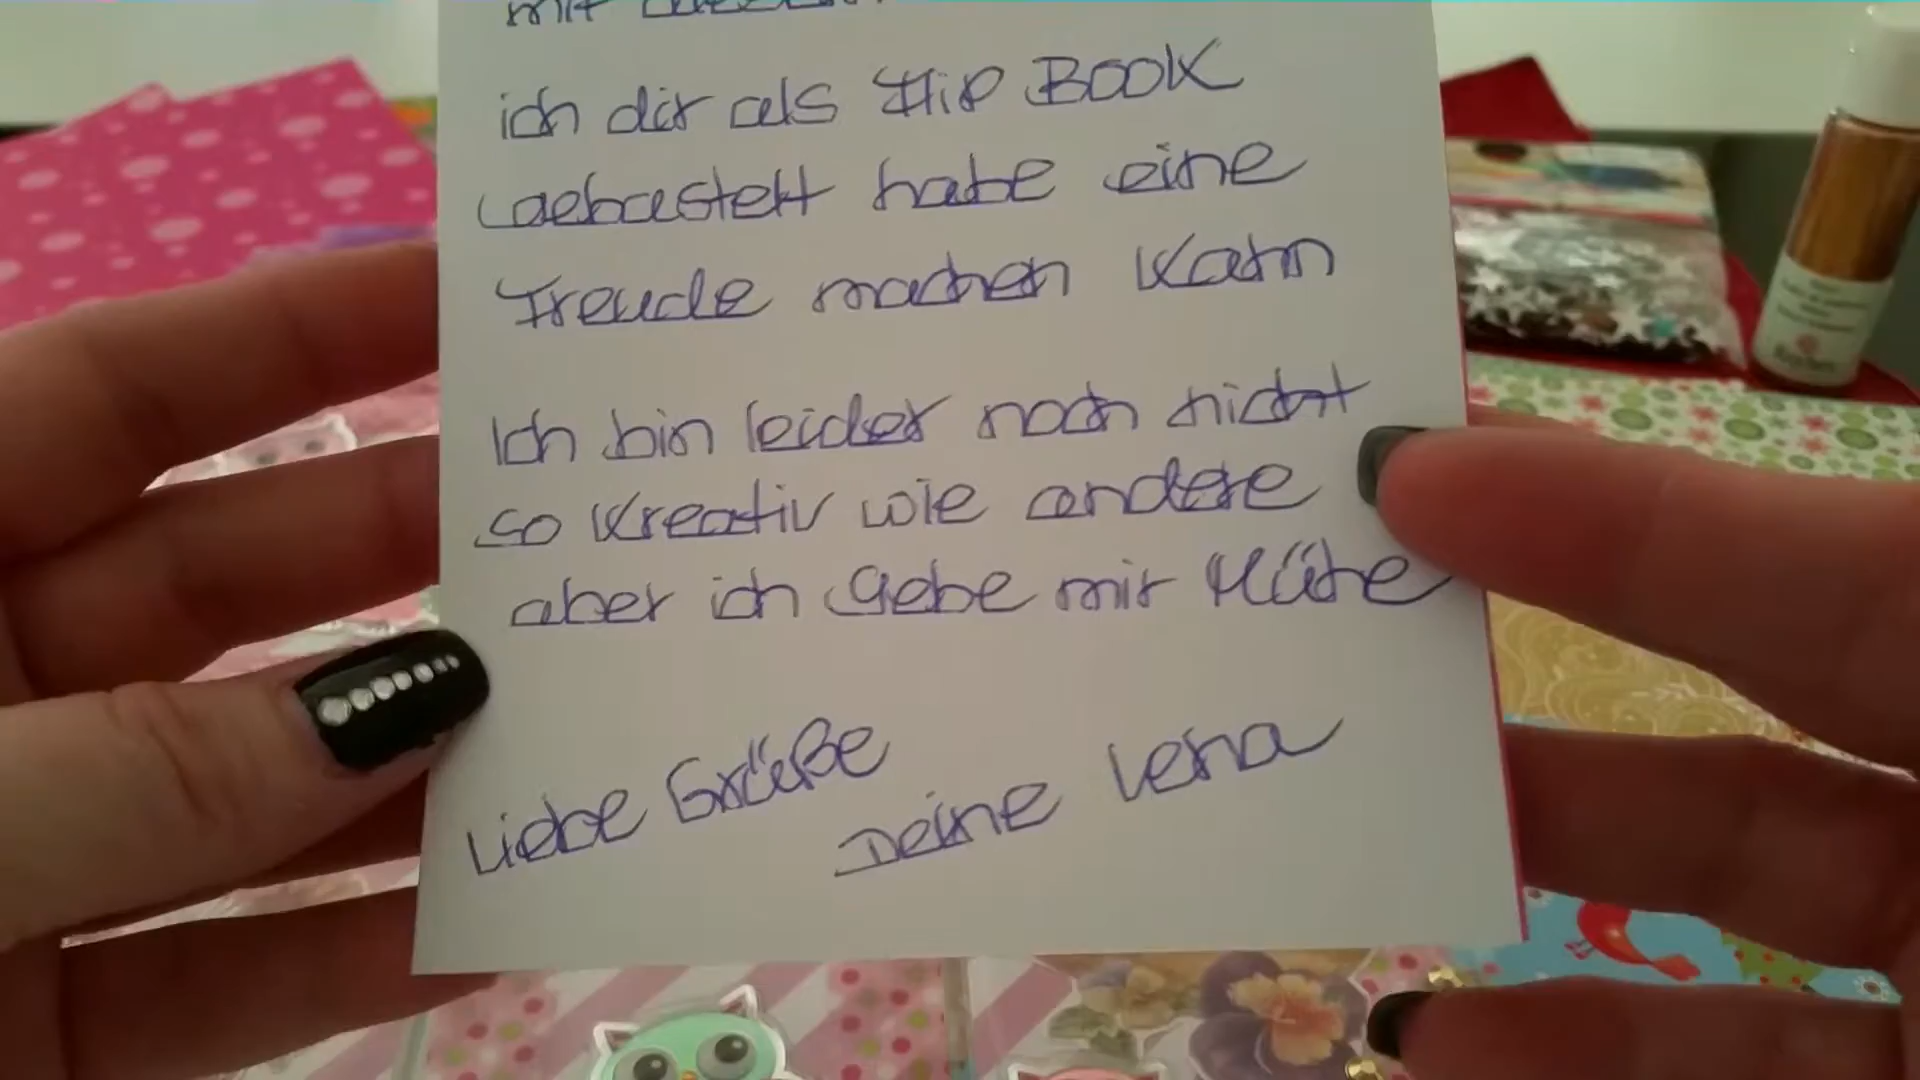 mit
ich dir als Flip BOOK
gebastelt habe eine
Freude machen kann
Ich bin leider noch nicht
so kreativ wie andere
aber ich gebe mir Mühe
Liebe Grüße
Deine Lena